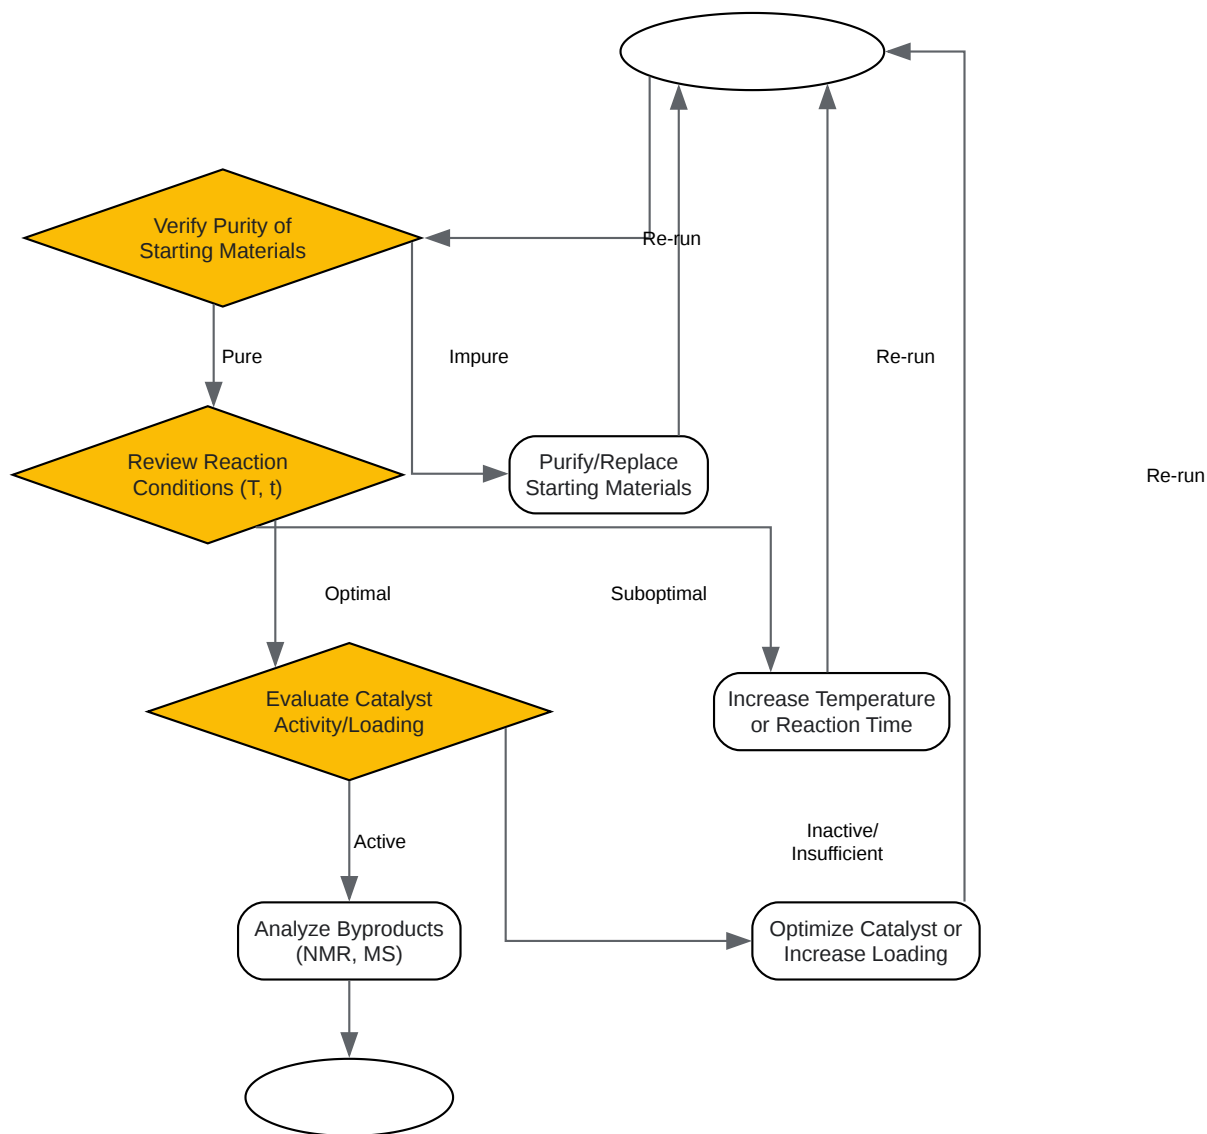 Verify Purity of
Starting Materials
Re-run
Pure
Impure
Re-run
Review Reaction
Conditions (T, t)
Purify/Replace
Starting Materials
Re-run
Optimal
Suboptimal
Evaluate Catalyst
Activity/Loading
Increase Temperature
or Reaction Time
Active
Inactive/
Insufficient
Analyze Byproducts
(NMR, MS)
Optimize Catalyst or
Increase Loading